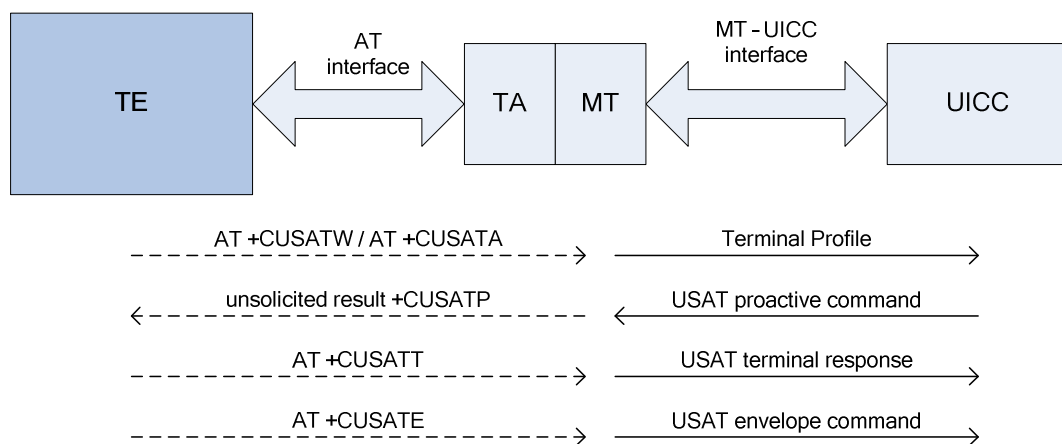 AT
interface
MT-UICC
interface
TE
TA
MT
UICC
AT +CUSATW / AT +CUSATA
Terminal Profile
unsolicited result +CUSATP
USAT proactive command
AT +CUSATT
USAT terminal response
AT +CUSATE
USAT envelope command